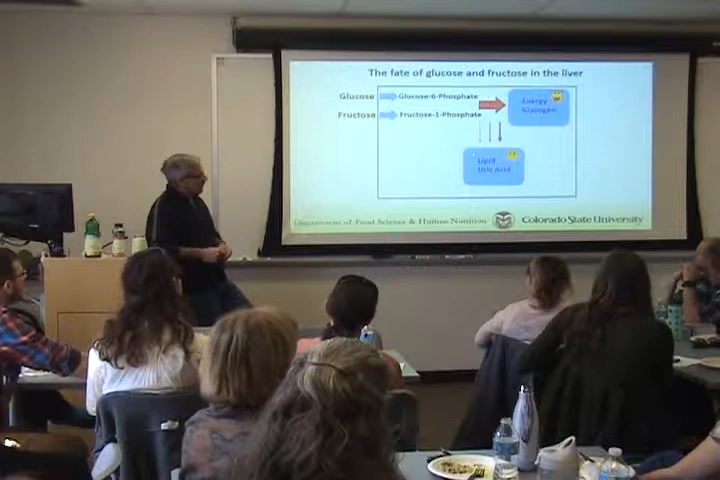 The fate of glucose and fructose in the liver
Glucose Glucose-6-Phosphate
Fructose Fructose-1-Phosphate
Energy
Glycogen
Lipid
Uric Acid
Department of Food Science & Human Nutrition Colorado State University